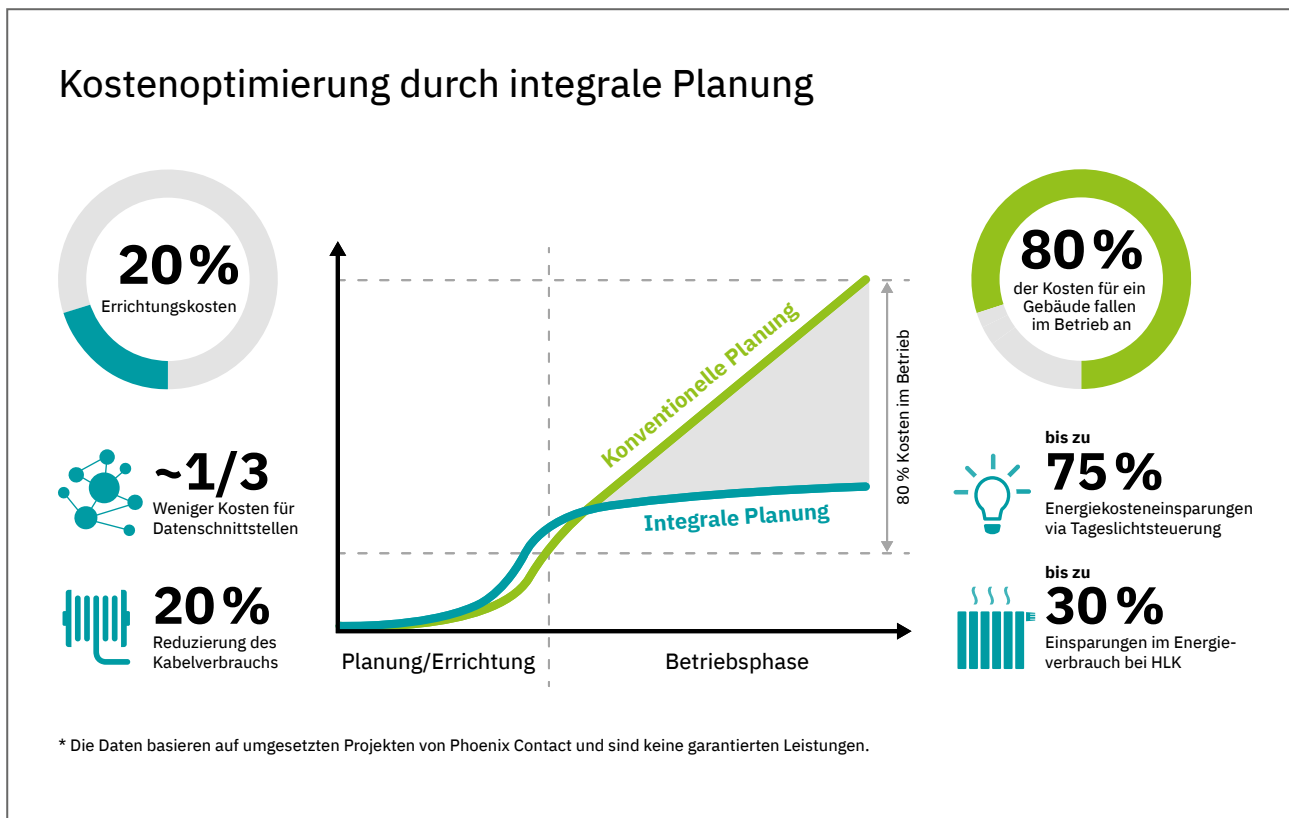 Kostenoptimierung durch integrale Planung
20 %
Errichtungskosten
~1/3
Weniger Kosten für
Datenschnittstellen
20 %
Reduzierung des
Kabelverbrauchs
Konventionelle Planung
Integrale Planung
80 % Kosten im Betrieb
Planung/Errichtung
Betriebsphase
80 %
der Kosten für ein
Gebäude fallen
im Betrieb an
bis zu
75 %
Energiekosteneinsparungen
via Tageslichtsteuerung
bis zu
30 %
Einsparungen im Energie-
verbrauch bei HLK
* Die Daten basieren auf umgesetzten Projekten von Phoenix Contact und sind keine garantierten Leistungen.